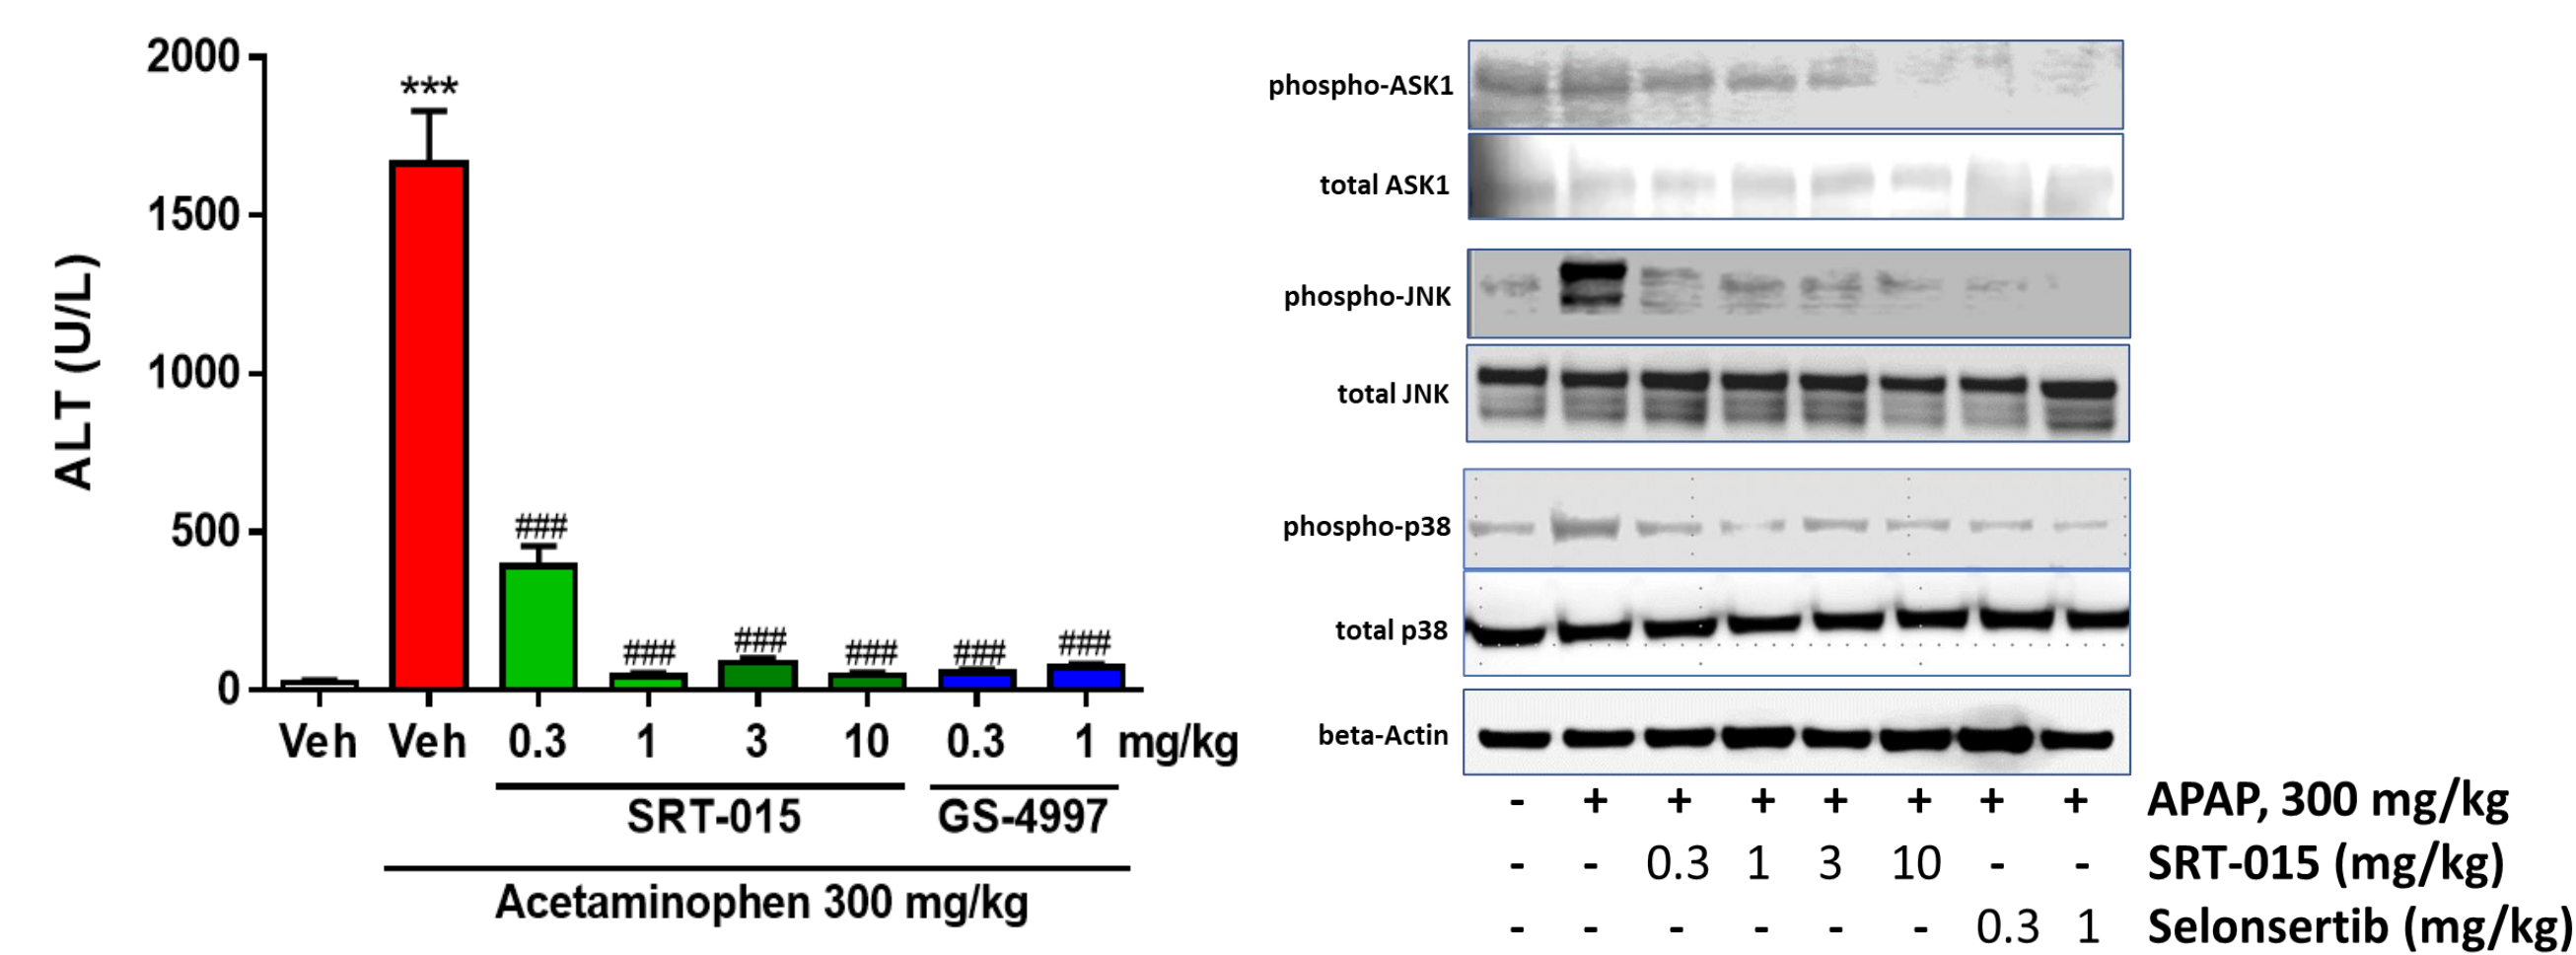 2000
1500
1000
500
0
ALT (U/L)
***
###
###
###
###
###
###
Veh Veh 0.3 1 3 10 0.3 1 mg/kg
SRT-015 GS-4997
Acetaminophen 300 mg/kg
phospho-ASK1
total ASK1
phospho-JNK
total JNK
phospho-p38
total p38
beta-Actin
- + + + + + + + APAP, 300 mg/kg
- - 0.3 1 3 10 - - SRT-015 (mg/kg)
- - - - - - 0.3 1 Selonsertib (mg/kg)